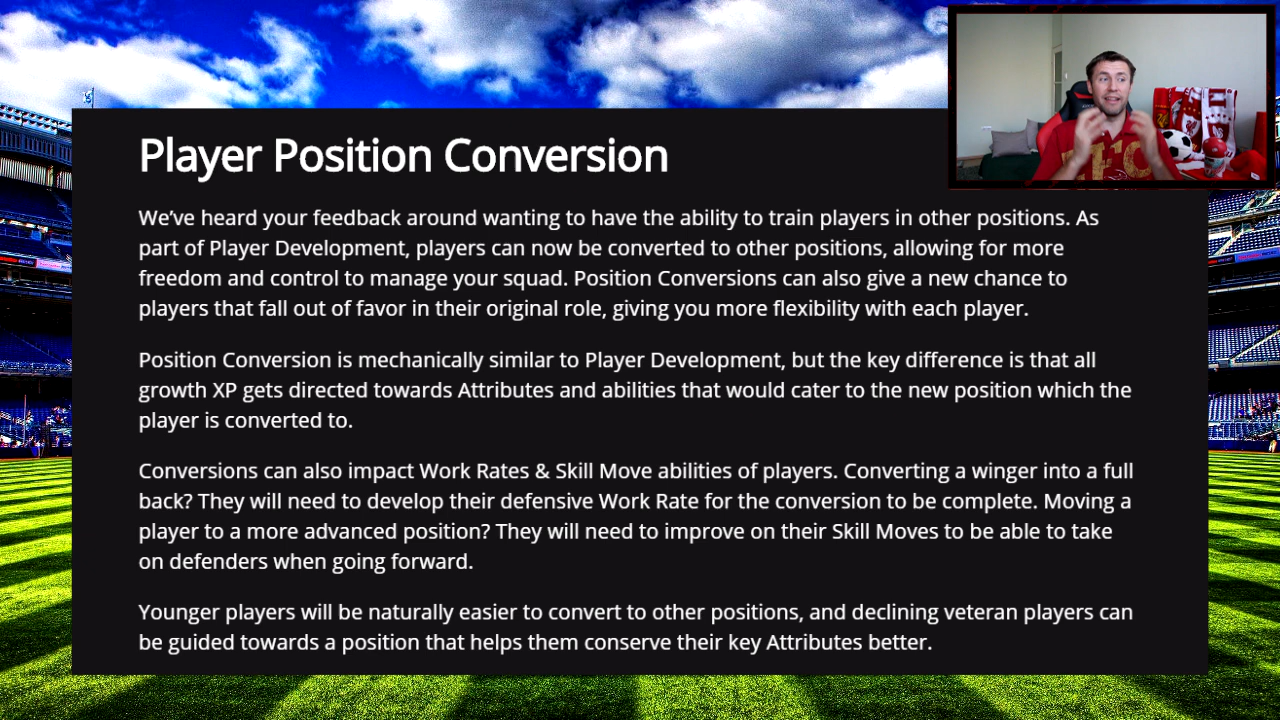 Player Position Conversion
We’ve heard your feedback around wanting to have the ability to train players in other positions. As
part of Player Development, players can now be converted to other positions, allowing for more
freedom and control to manage your squad. Position Conversions can also give a new chance to
players that fall out of favor in their original role, giving you more flexibility with each player.
Position Conversion is mechanically similar to Player Development, but the key difference is that all
growth XP gets directed towards Attributes and abilities that would cater to the new position which the
player is converted to.
Conversions can also impact Work Rates & Skill Move abilities of players. Converting a winger into a full
back? They will need to develop their defensive Work Rate for the conversion to be complete. Moving a
player to a more advanced position? They will need to improve on their Skill Moves to be able to take
on defenders when going forward.
Younger players will be naturally easier to convert to other positions, and declining veteran players can
be guided towards a position that helps them conserve their key Attributes better.